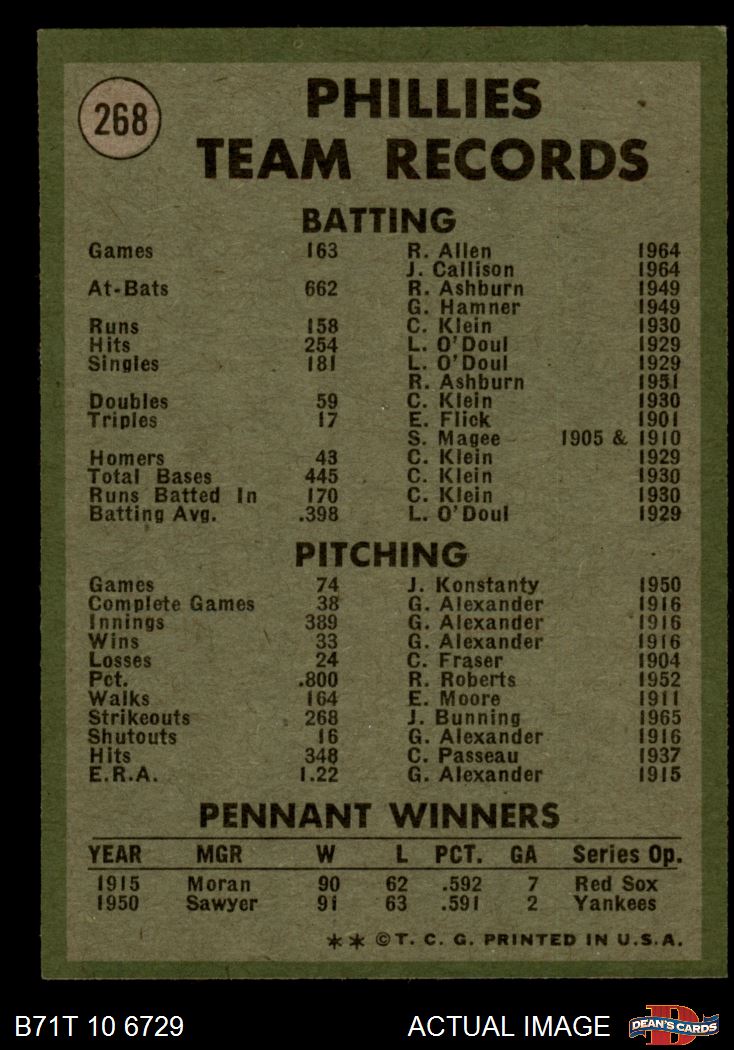 268
PHILLIES
TEAM RECORDS
BATTING
Games 163 R. Allen 1964
J. Callison 1964
At-Bats 662 R. Ashburn 1949
G. Hamner 1949
Runs 158 C. Klein 1930
Hits 254 L. O'Doul 1929
Singles 181 L. O'Doul 1929
R. Ashburn 1951
Doubles 59 C. Klein 1930
Triples 17 E. Flick 1901
S. Magee 1905 & 1910
Homers 43 C. Klein 1929
Total Bases 445 C. Klein 1930
Runs Batted In 170 C. Klein 1930
Batting Avg. .398 L. O'Doul 1929
PITCHING
Games 74 J. Konstanty 1950
Complete Games 38 G. Alexander 1916
Innings 389 G. Alexander 1916
Wins 33 G. Alexander 1916
Losses 24 C. Fraser 1904
Pct. .800 R. Roberts 1952
Walks 164 E. Moore 1911
Strikeouts 268 J. Bunning 1965
Shutouts 16 G. Alexander 1916
Hits 348 C. Passeau 1937
E.R.A. 1.22 G. Alexander 1915
PENNANT WINNERS
YEAR MGR W L PCT. GA Series Op.
1915 Moran 90 62 .592 7 Red Sox
1950 Sawyer 91 63 .591 2 Yankees
** © T. C. G. PRINTED IN U.S.A.
B71T 10 6729 ACTUAL IMAGE D DEAN'S CARDS